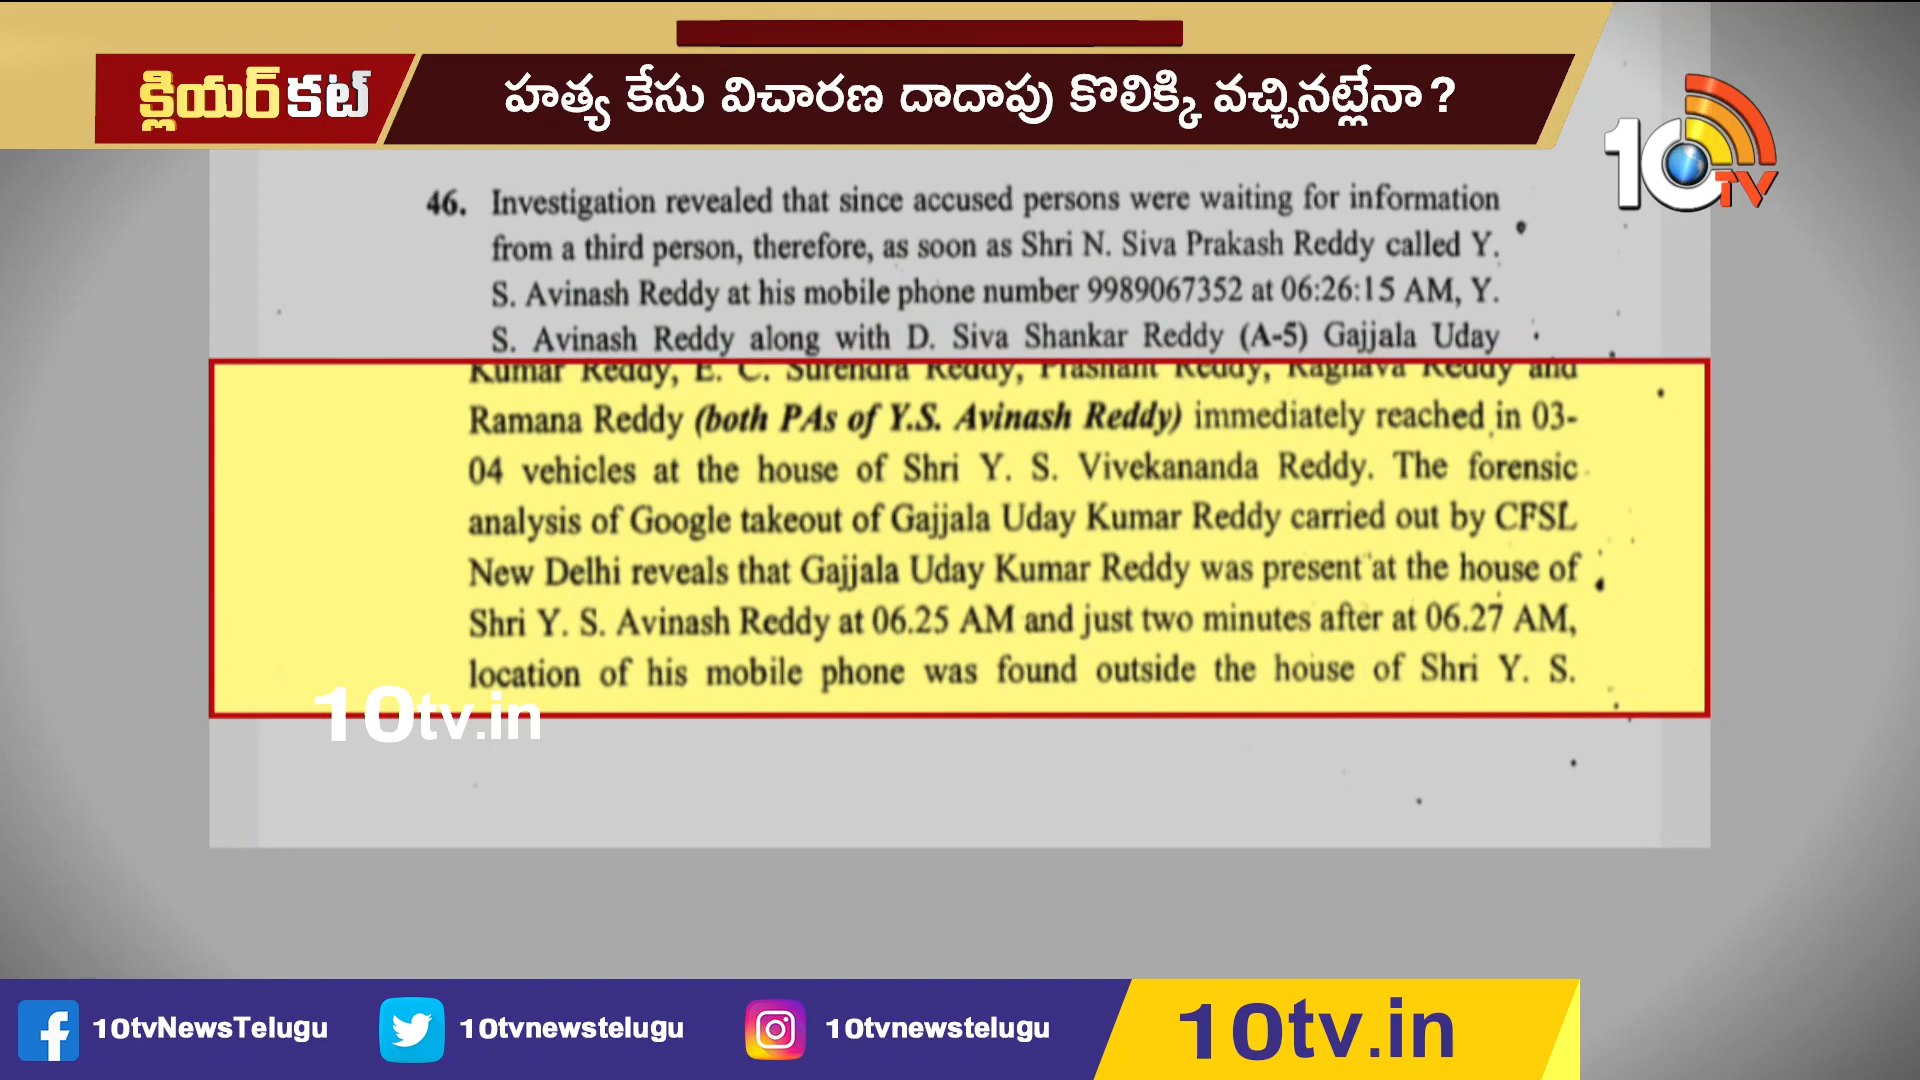 క్లియర్ కట్
హత్య కేసు విచారణ దాదాపు కొలిక్కి వచ్చినట్లేనా?
10TV
46. Investigation revealed that since accused persons were waiting for information
from a third person, therefore, as soon as Shri N. Siva Prakash Reddy called Y.
S. Avinash Reddy at his mobile phone number 9989067352 at 06:26:15 AM, Y.
S. Avinash Reddy along with D. Siva Shankar Reddy (A-5) Gajjala Uday
Kumar Reddy, E. C. Surendra Reddy, Prashant Reddy, Raghava Reddy and
Ramana Reddy (both PAs of Y.S. Avinash Reddy) immediately reached in 03-
04 vehicles at the house of Shri Y. S. Vivekananda Reddy. The forensic
analysis of Google takeout of Gajjala Uday Kumar Reddy carried out by CFSL
New Delhi reveals that Gajjala Uday Kumar Reddy was present at the house of
Shri Y. S. Avinash Reddy at 06.25 AM and just two minutes after at 06.27 AM,
location of his mobile phone was found outside the house of Shri Y. S.
10tv.in
10tvNewsTelugu
10tvnewstelugu
10tvnewstelugu
10tv.in